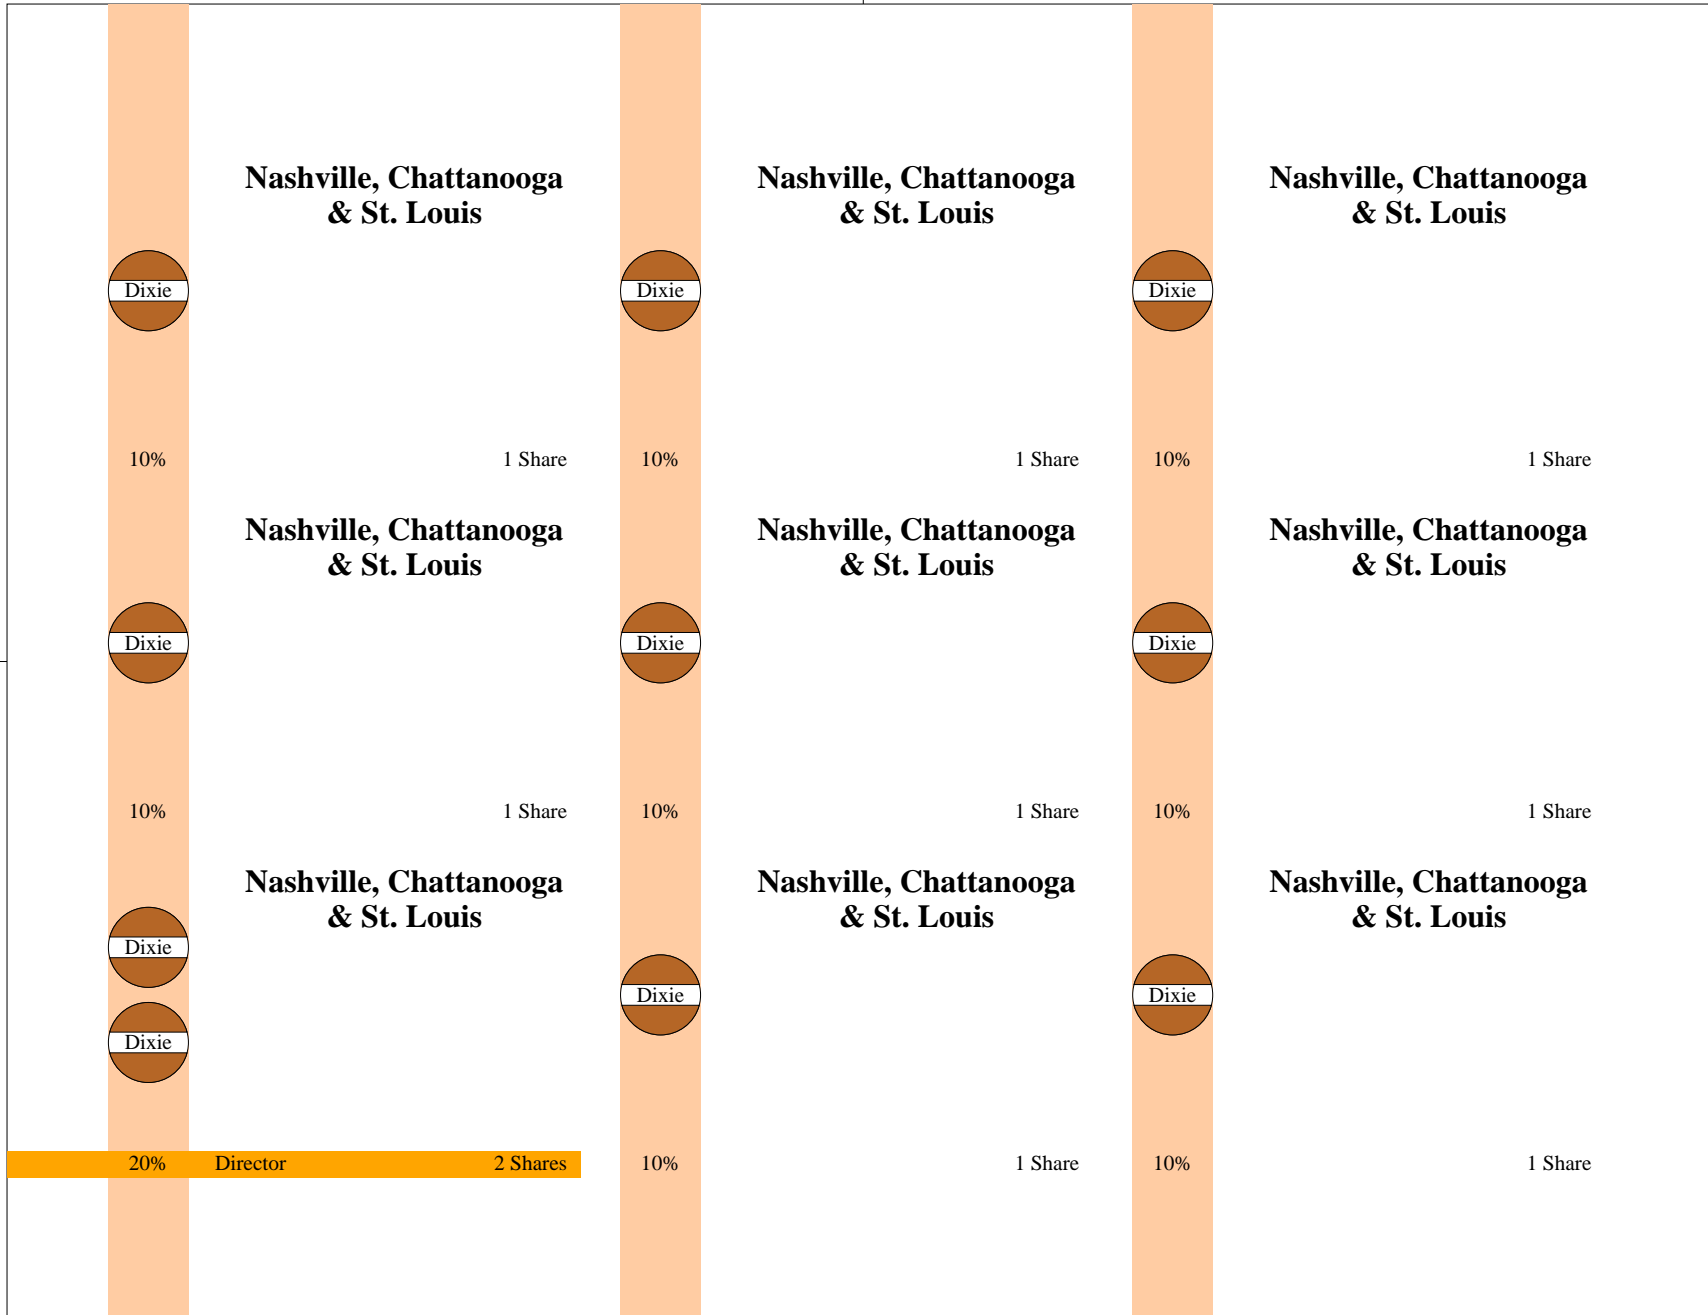 Nashville, Chattanooga
& St. Louis
Dixie
10%
1 Share
Nashville, Chattanooga
& St. Louis
Dixie
10%
1 Share
Nashville, Chattanooga
& St. Louis
Dixie
10%
1 Share
Nashville, Chattanooga
& St. Louis
Dixie
10%
1 Share
Nashville, Chattanooga
& St. Louis
Dixie
10%
1 Share
Nashville, Chattanooga
& St. Louis
Dixie
10%
1 Share
Nashville, Chattanooga
& St. Louis
Dixie
Dixie
20% Director 2 Shares
Nashville, Chattanooga
& St. Louis
Dixie
10%
1 Share
Nashville, Chattanooga
& St. Louis
Dixie
10%
1 Share